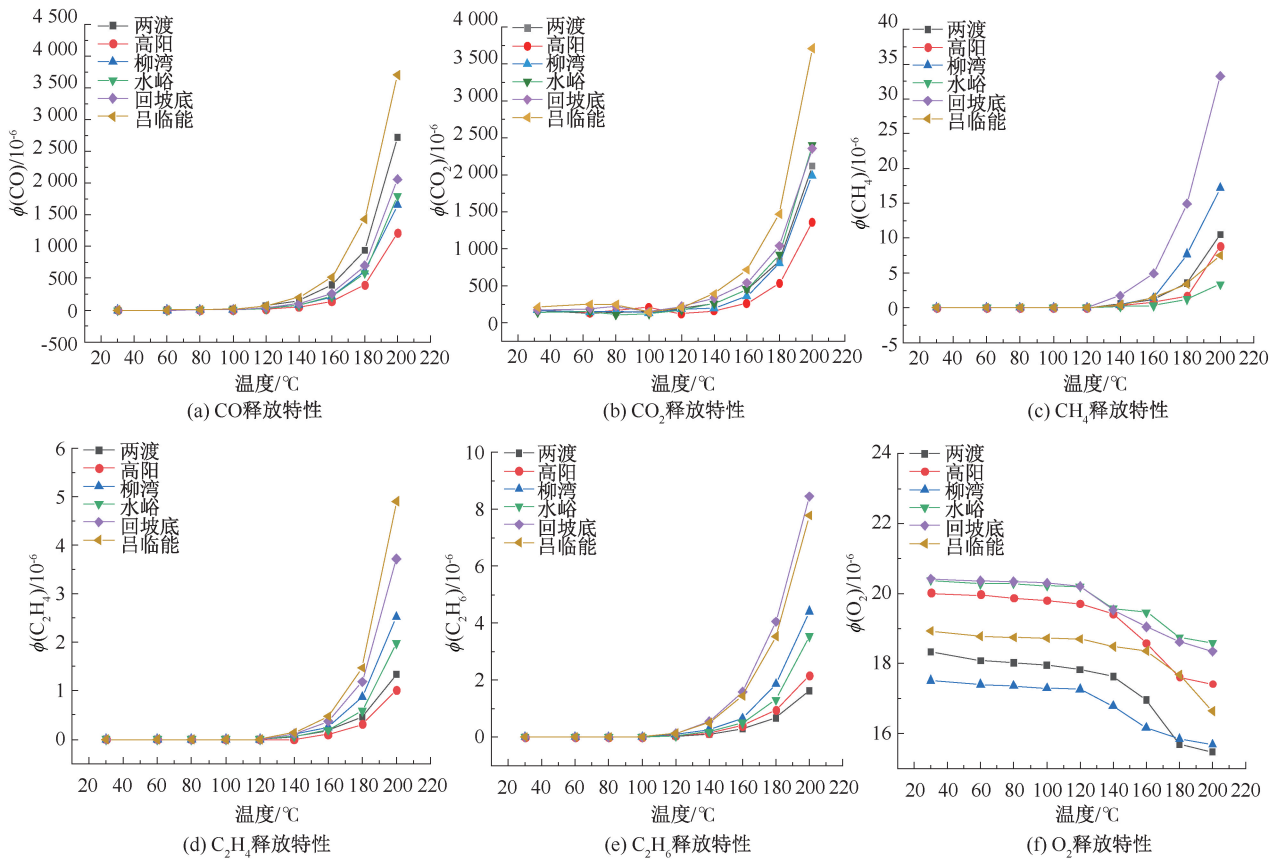 4 500
4 000
3 500
3 000
2 500
2 000
1 500
1 000
500
0
-500
ϕ(CO)/10⁻⁶
两渡
高阳
柳湾
水峪
回坡底
吕临能
20 40 60 80 100 120 140 160 180 200 220
温度/℃
(a) CO释放特性
4 000
3 500
3 000
2 500
2 000
1 500
1 000
500
0
ϕ(CO₂)/10⁻⁶
两渡
高阳
柳湾
水峪
回坡底
吕临能
20 40 60 80 100 120 140 160 180 200 220
温度/℃
(b) CO₂释放特性
40
35
30
25
20
15
10
5
0
-5
ϕ(CH₄)/10⁻⁶
两渡
高阳
柳湾
水峪
回坡底
吕临能
20 40 60 80 100 120 140 160 180 200 220
温度/℃
(c) CH₄释放特性
6
5
4
3
2
1
0
ϕ(C₂H₄)/10⁻⁶
两渡
高阳
柳湾
水峪
回坡底
吕临能
20 40 60 80 100 120 140 160 180 200 220
温度/℃
(d) C₂H₄释放特性
10
8
6
4
2
0
ϕ(C₂H₆)/10⁻⁶
两渡
高阳
柳湾
水峪
回坡底
吕临能
20 40 60 80 100 120 140 160 180 200 220
温度/℃
(e) C₂H₆释放特性
24
22
20
18
16
ϕ(O₂)/10⁻⁶
两渡
高阳
柳湾
水峪
回坡底
吕临能
20 40 60 80 100 120 140 160 180 200 220
温度/℃
(f) O₂释放特性